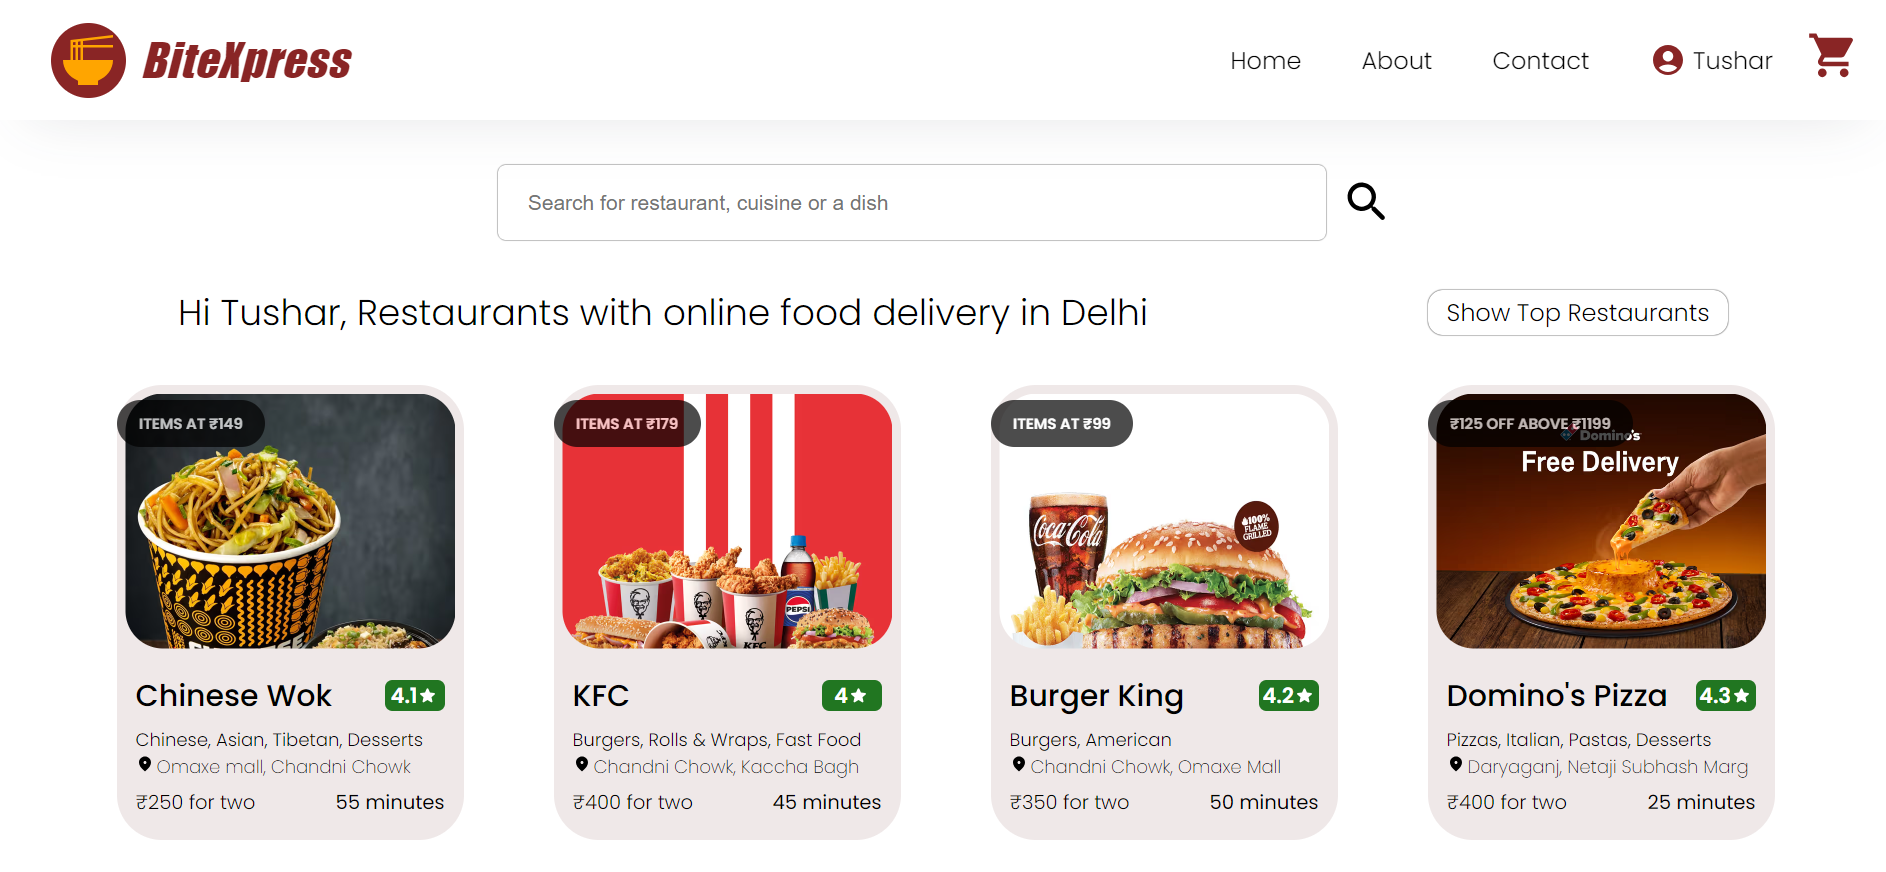 BiteXpress
Home
About
Contact
Tushar
Search for restaurant, cuisine or a dish
Hi Tushar, Restaurants with online food delivery in Delhi
Show Top Restaurants
ITEMS AT ₹149
Chinese Wok
4.1
Chinese, Asian, Tibetan, Desserts
Omaxe mall, Chandni Chowk
₹250 for two
55 minutes
ITEMS AT ₹179
PEPSI
KFC
KFC
4
Burgers, Rolls & Wraps, Fast Food
Chandni Chowk, Kaccha Bagh
₹400 for two
45 minutes
ITEMS AT ₹99
Coca-Cola
100%
FLAME
GRILLED
Burger King
4.2
Burgers, American
Chandni Chowk, Omaxe Mall
₹350 for two
50 minutes
₹125 OFF ABOVE ₹1199
Domino's
Free Delivery
Domino's Pizza
4.3
Pizzas, Italian, Pastas, Desserts
Daryaganj, Netaji Subhash Marg
₹400 for two
25 minutes